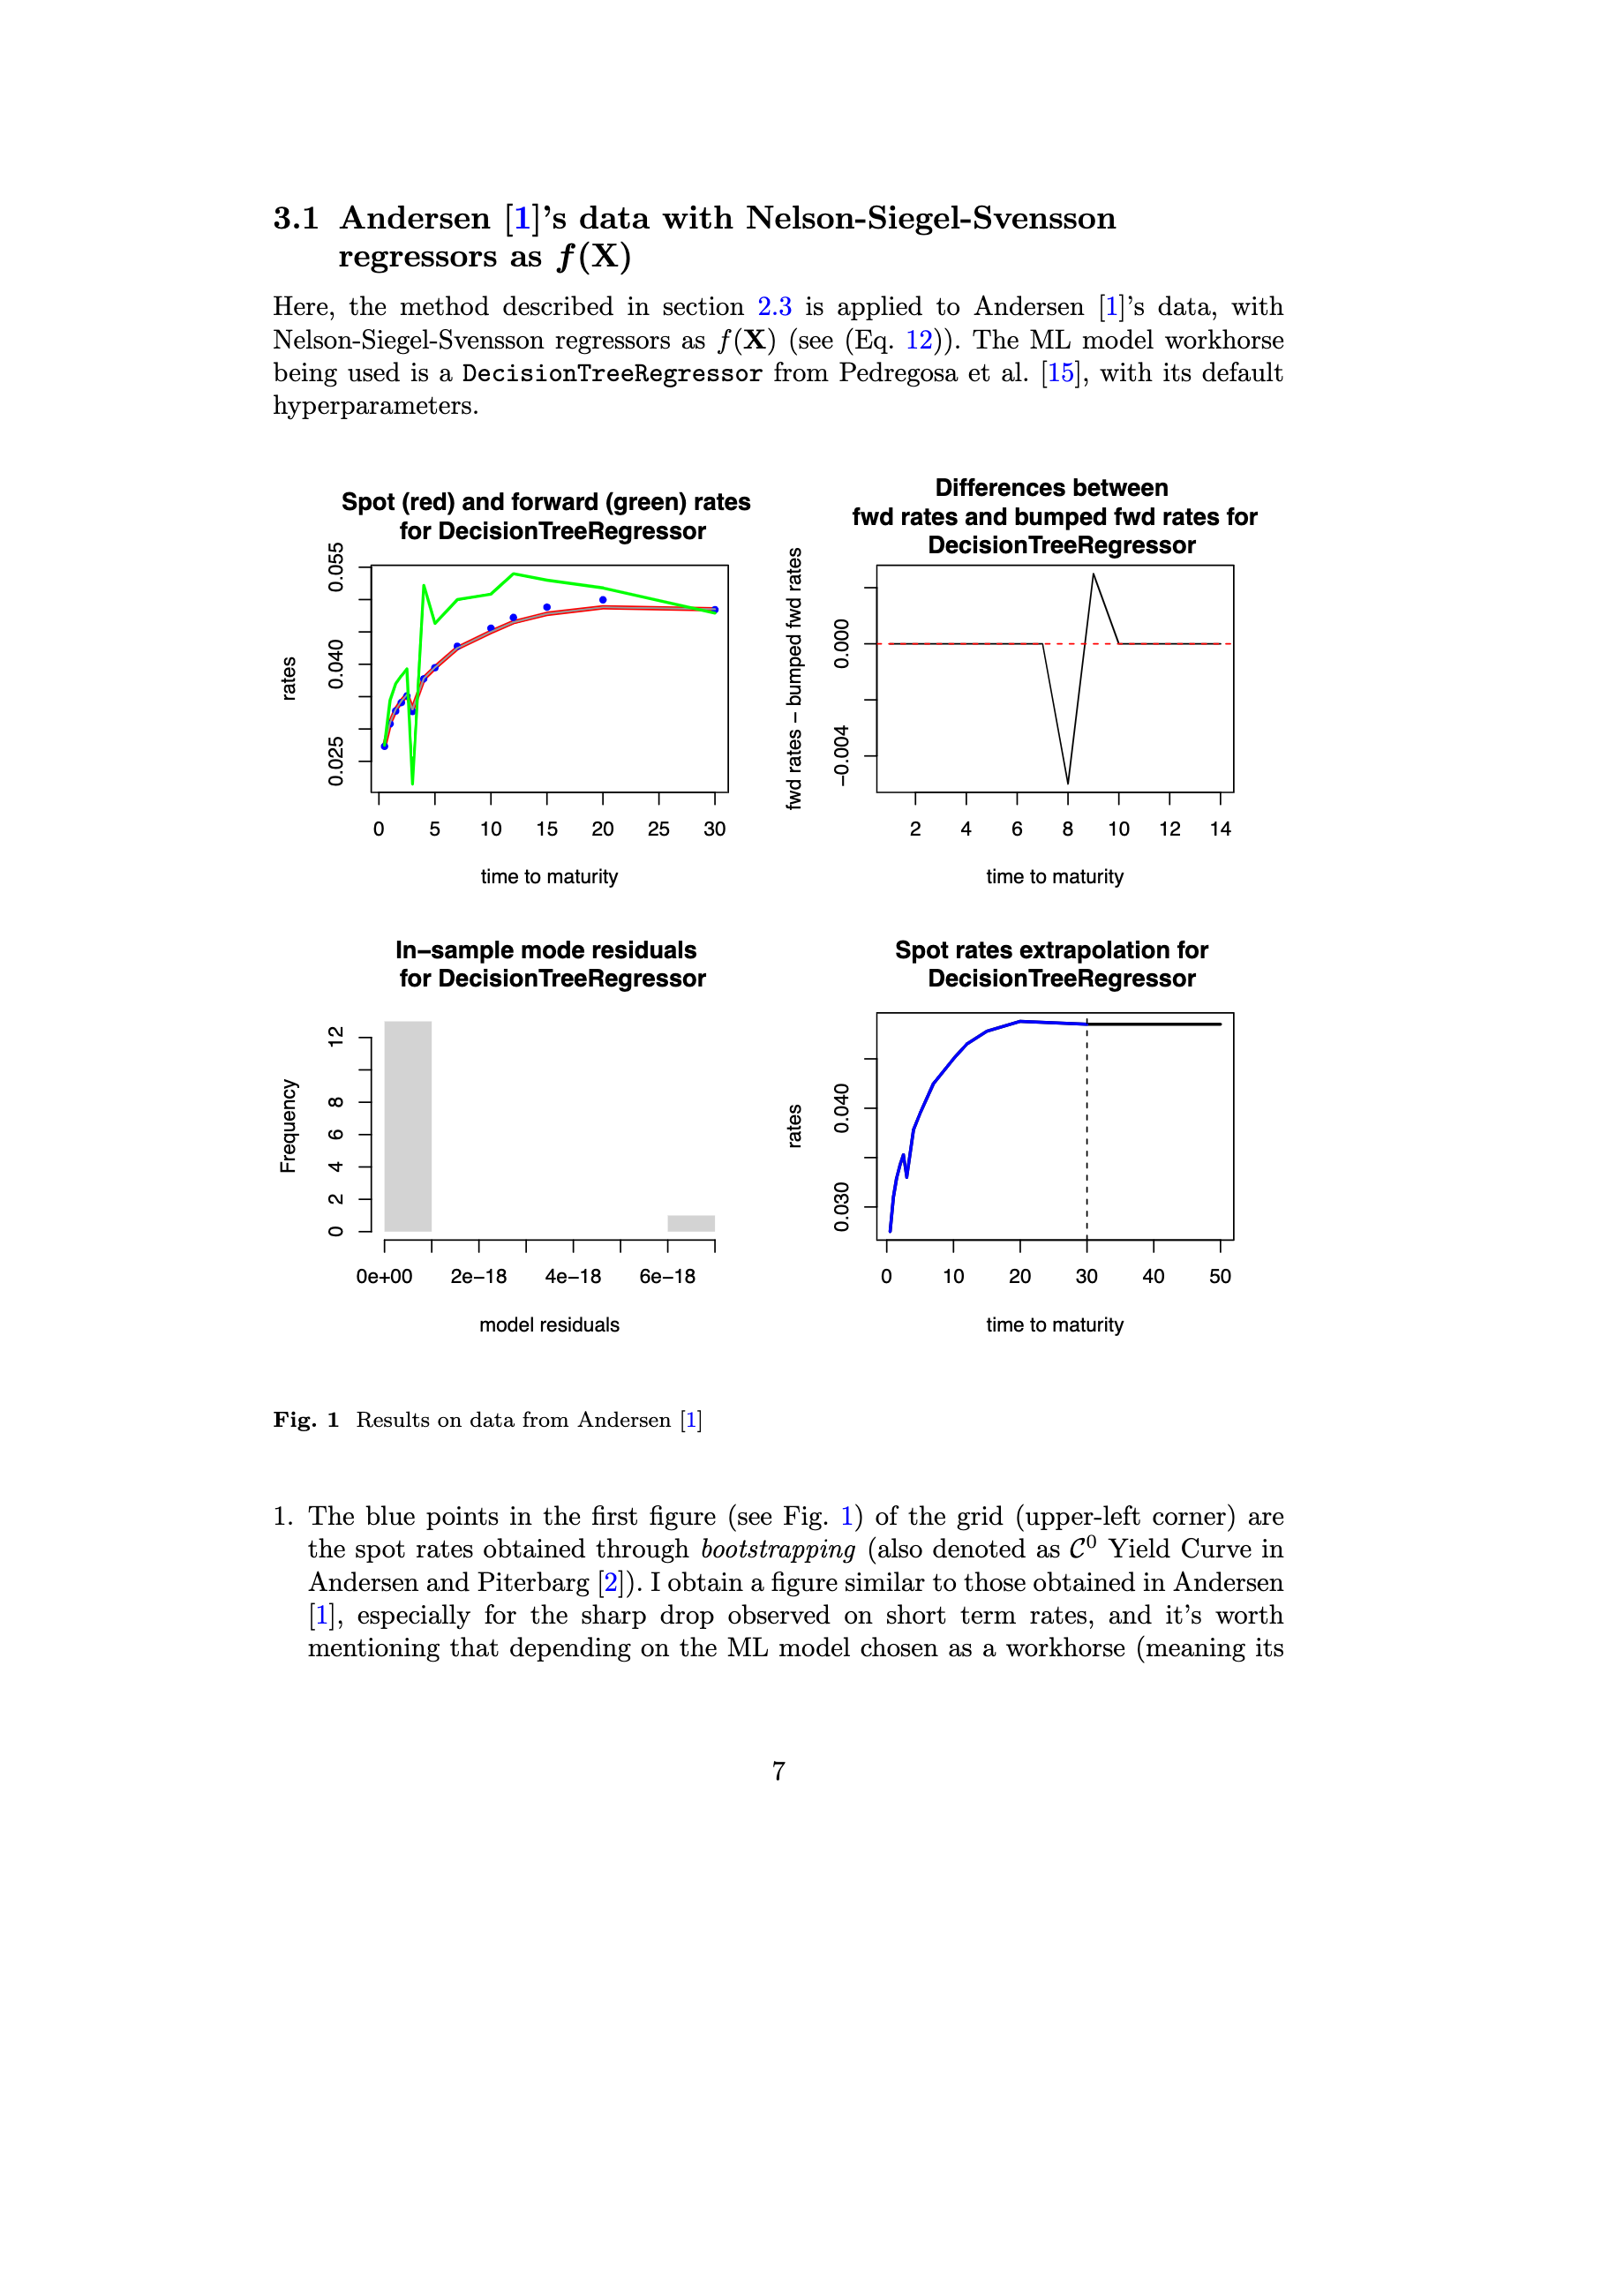 3.1 Andersen [1]'s data with Nelson-Siegel-Svensson
regressors as f(X)
Here, the method described in section 2.3 is applied to Andersen [1]'s data, with
Nelson-Siegel-Svensson regressors as f(X) (see (Eq. 12)). The ML model workhorse
being used is a DecisionTreeRegressor from Pedregosa et al. [15], with its default
hyperparameters.
Spot (red) and forward (green) rates
for DecisionTreeRegressor
rates
0.055
0.040
0.025
0 5 10 15 20 25 30
time to maturity
Differences between
fwd rates and bumped fwd rates for
DecisionTreeRegressor
fwd rates − bumped fwd rates
0.000
−0.004
2 4 6 8 10 12 14
time to maturity
In−sample mode residuals
for DecisionTreeRegressor
Frequency
12
8
6
4
2
0
0e+00 2e−18 4e−18 6e−18
model residuals
Spot rates extrapolation for
DecisionTreeRegressor
rates
0.040
0.030
0 10 20 30 40 50
time to maturity
Fig. 1 Results on data from Andersen [1]
1. The blue points in the first figure (see Fig. 1) of the grid (upper-left corner) are
the spot rates obtained through bootstrapping (also denoted as C⁰ Yield Curve in
Andersen and Piterbarg [2]). I obtain a figure similar to those obtained in Andersen
[1], especially for the sharp drop observed on short term rates, and it's worth
mentioning that depending on the ML model chosen as a workhorse (meaning its
7